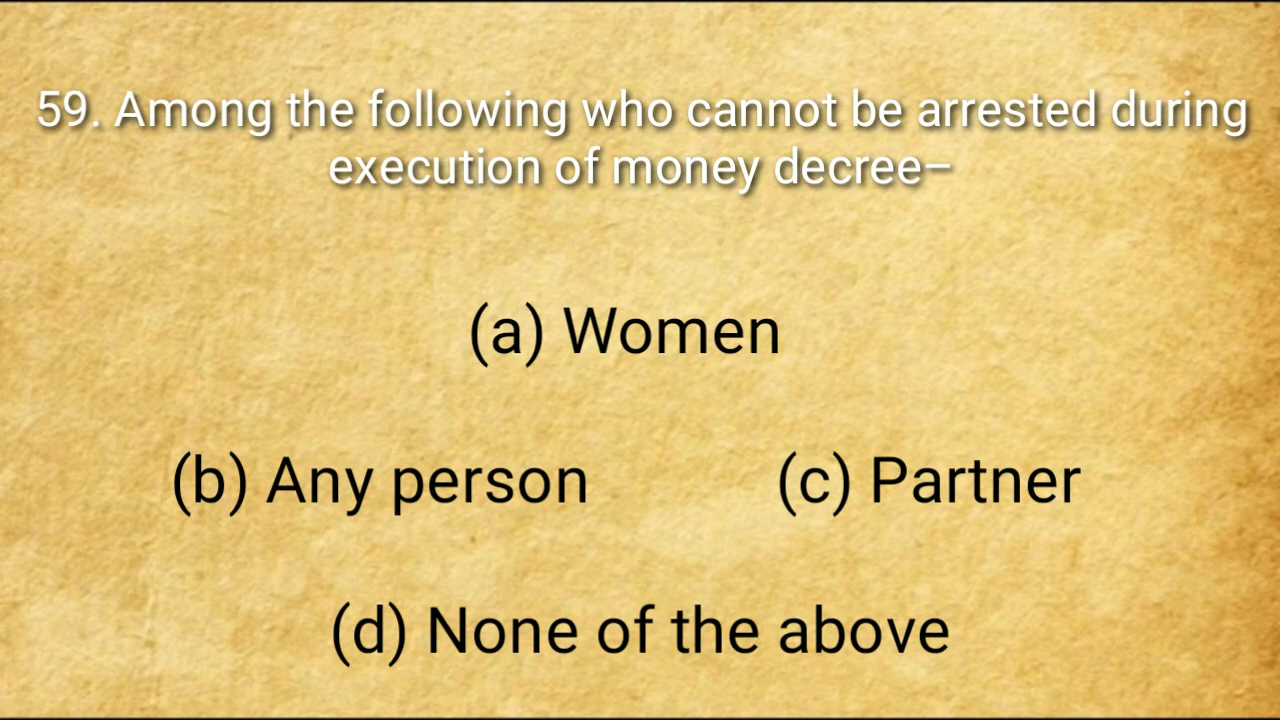 59. Among the following who cannot be arrested during
execution of money decree–
(a) Women
(b) Any person (c) Partner
(d) None of the above